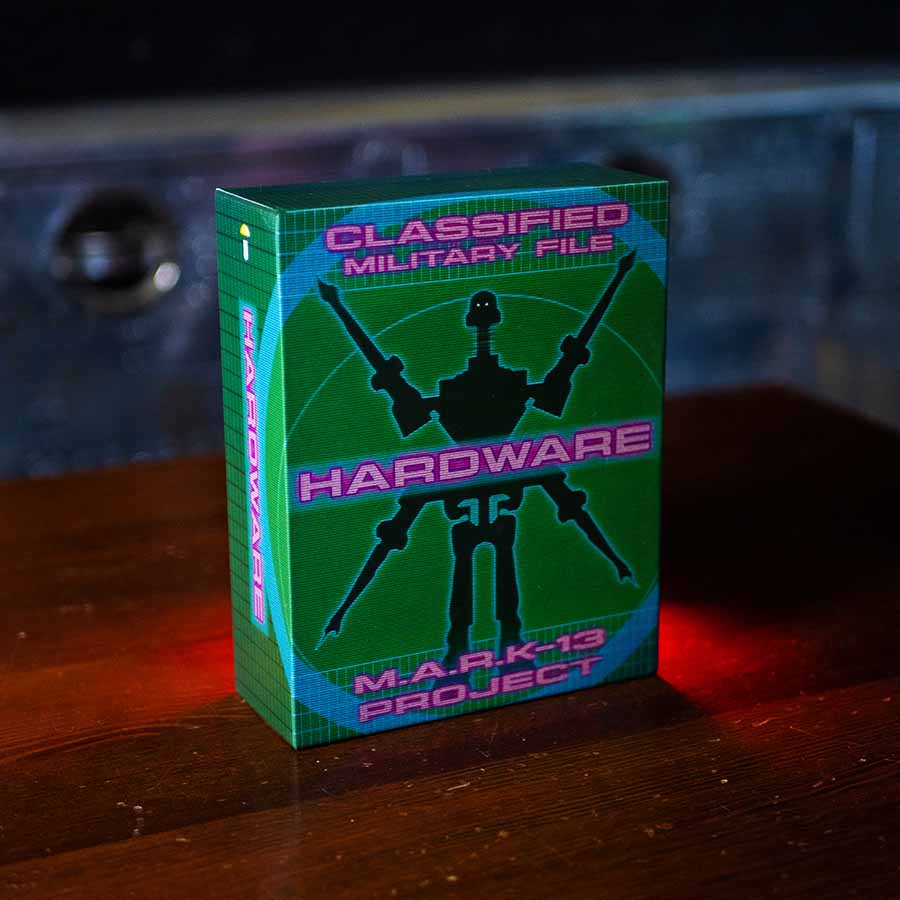 CLASSIFIED
MILITARY FILE
HARDWARE
M.A.R.K-13
PROJECT
HARDWARE